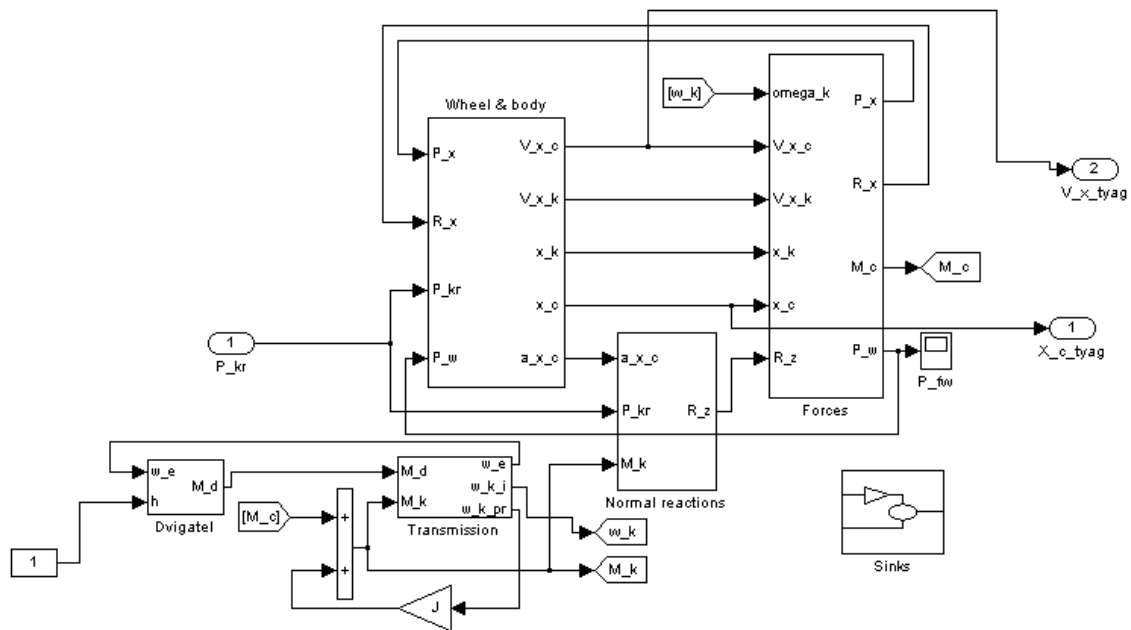 Wheel & body
P_x
R_x
P_kr
P_w
V_x_c
V_x_k
x_k
x_c
a_x_c
[w_k]
omega_k
V_x_c
V_x_k
x_k
x_c
R_z
P_x
R_x
M_c
P_w
Forces
2
V_x_tyag
M_c
1
X_c_tyag
P_fw
1
P_kr
a_x_c
P_kr
M_k
R_z
Normal reactions
w_e
h
M_d
Dvigatel
1
[M_c]
+
+
M_d
M_k
w_e
w_k_i
w_k_pr
Transmission
J
w_k
M_k
Sinks